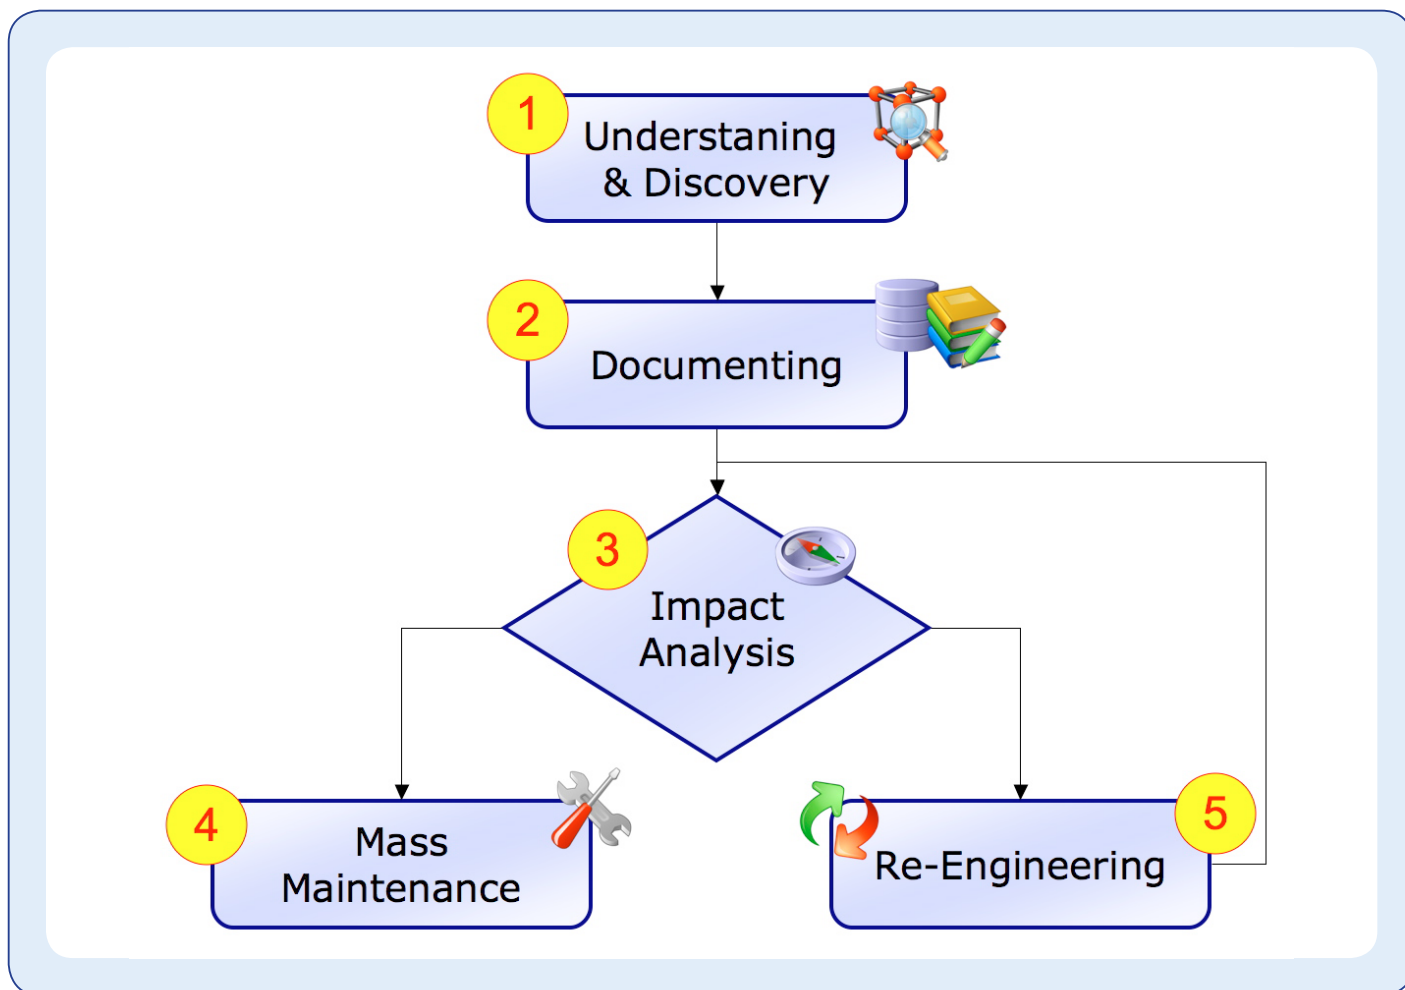 1
Understaning
& Discovery
2
Documenting
3
Impact
Analysis
4
Mass
Maintenance
5
Re-Engineering